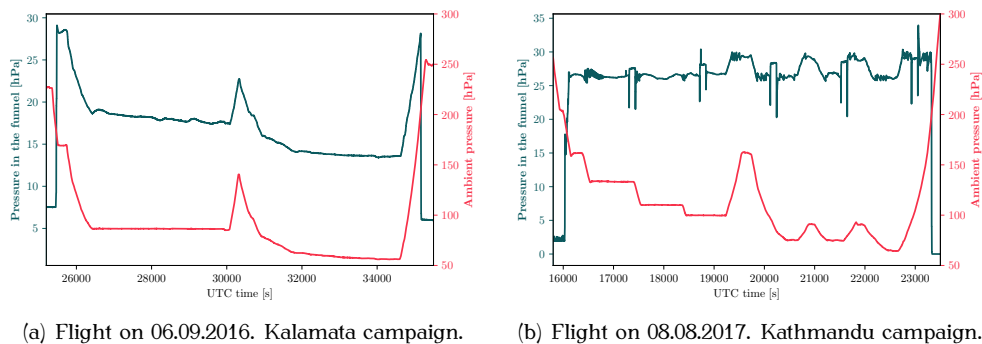 30
25
20
15
10
5
Pressure in the funnel [hPa]
300
250
200
150
100
50
Ambient pressure [hPa]
26000 28000 30000 32000 34000
UTC time [s]
35
30
25
20
15
10
5
0
Pressure in the funnel [hPa]
300
250
200
150
100
50
Ambient pressure [hPa]
16000 17000 18000 19000 20000 21000 22000 23000
UTC time [s]
(a) Flight on 06.09.2016. Kalamata campaign.
(b) Flight on 08.08.2017. Kathmandu campaign.